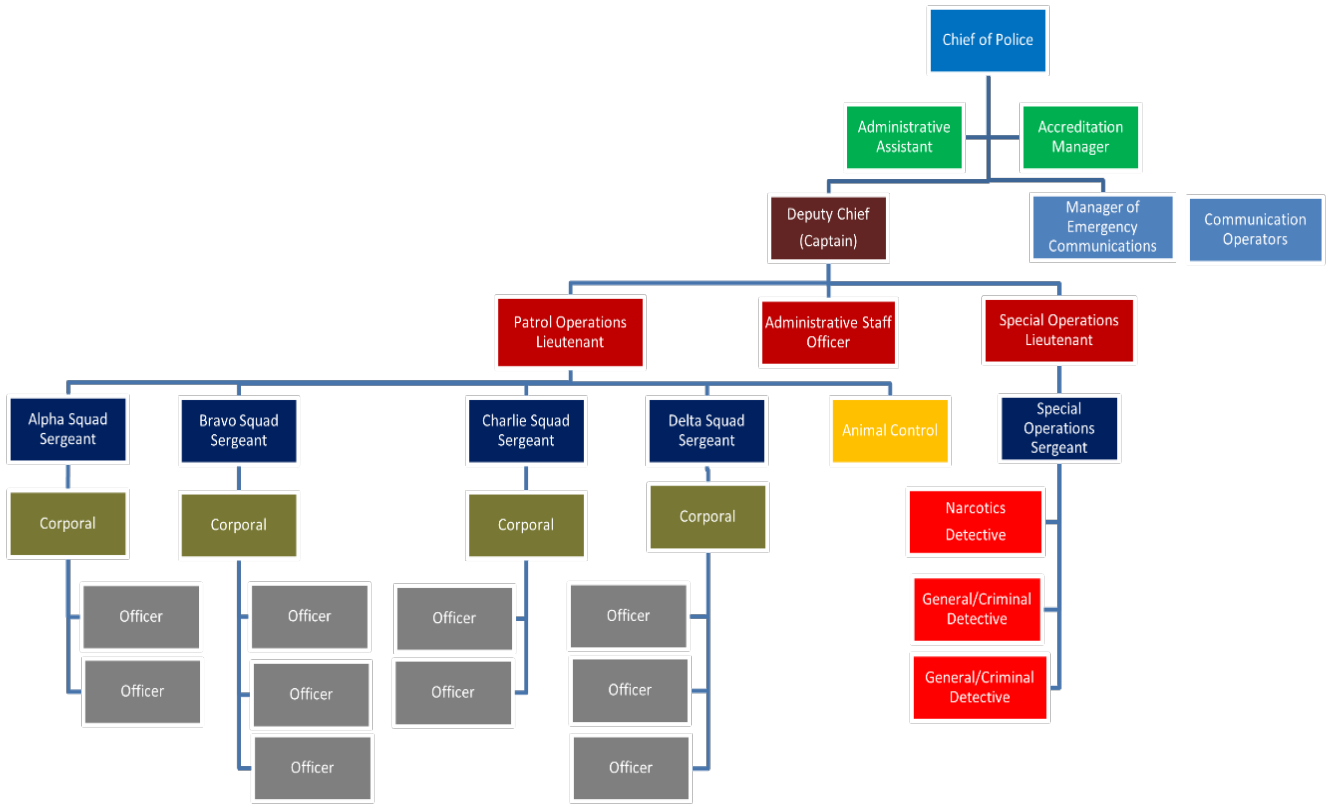 Chief of Police
Administrative
Assistant
Accreditation
Manager
Deputy Chief
(Captain)
Manager of
Emergency
Communications
Communication
Operators
Patrol Operations
Lieutenant
Administrative Staff
Officer
Special Operations
Lieutenant
Alpha Squad
Sergeant
Bravo Squad
Sergeant
Charlie Squad
Sergeant
Delta Squad
Sergeant
Animal Control
Special
Operations
Sergeant
Corporal
Corporal
Corporal
Corporal
Narcotics
Detective
Officer
Officer
Officer
Officer
General/Criminal
Detective
Officer
Officer
Officer
Officer
General/Criminal
Detective
Officer
Officer